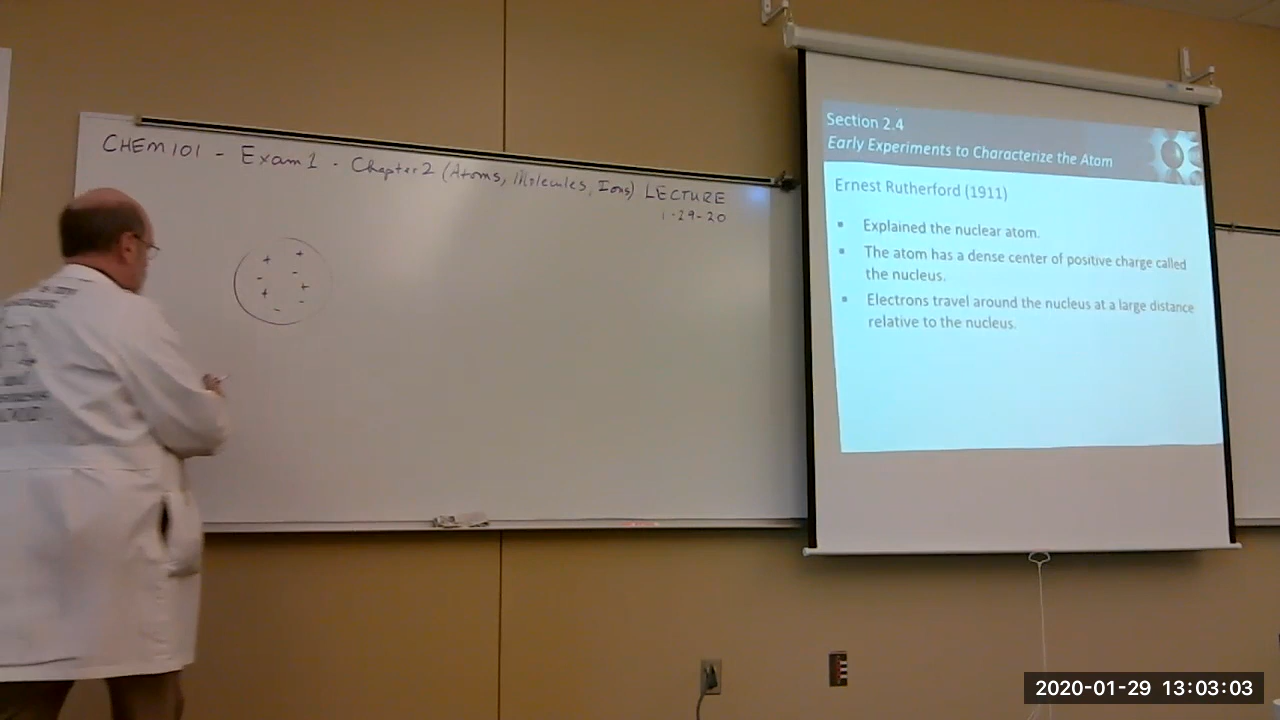 CHEM 101 - Exam 1 - Chapter 2 (Atoms, Molecules, Ions) LECTURE
1-29-20
+ +
- -
+ +
- -
Section 2.4
Early Experiments to Characterize the Atom
Ernest Rutherford (1911)
▪ Explained the nuclear atom.
▪ The atom has a dense center of positive charge called
the nucleus.
▪ Electrons travel around the nucleus at a large distance
relative to the nucleus.
2020-01-29 13:03:03